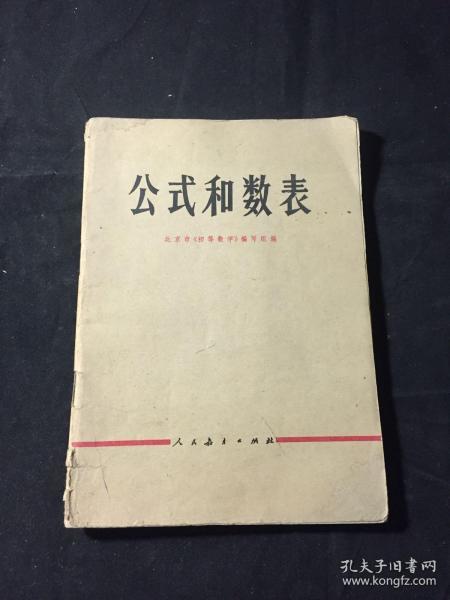 公式和数表
北京市《初等数学》编写组编
人民教育出版社
孔夫子旧书网
www.kongfz.com